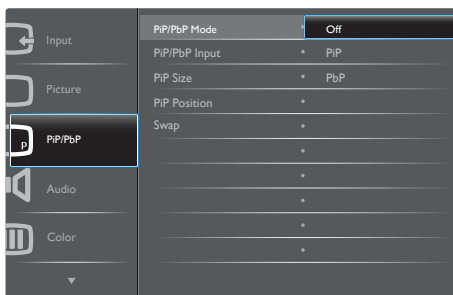 Input
Picture
P
PiP/PbP
Audio
Color
PiP/PbP Mode • Off
PiP/PbP Input • PiP
PiP Size • PbP
PiP Position •
Swap •